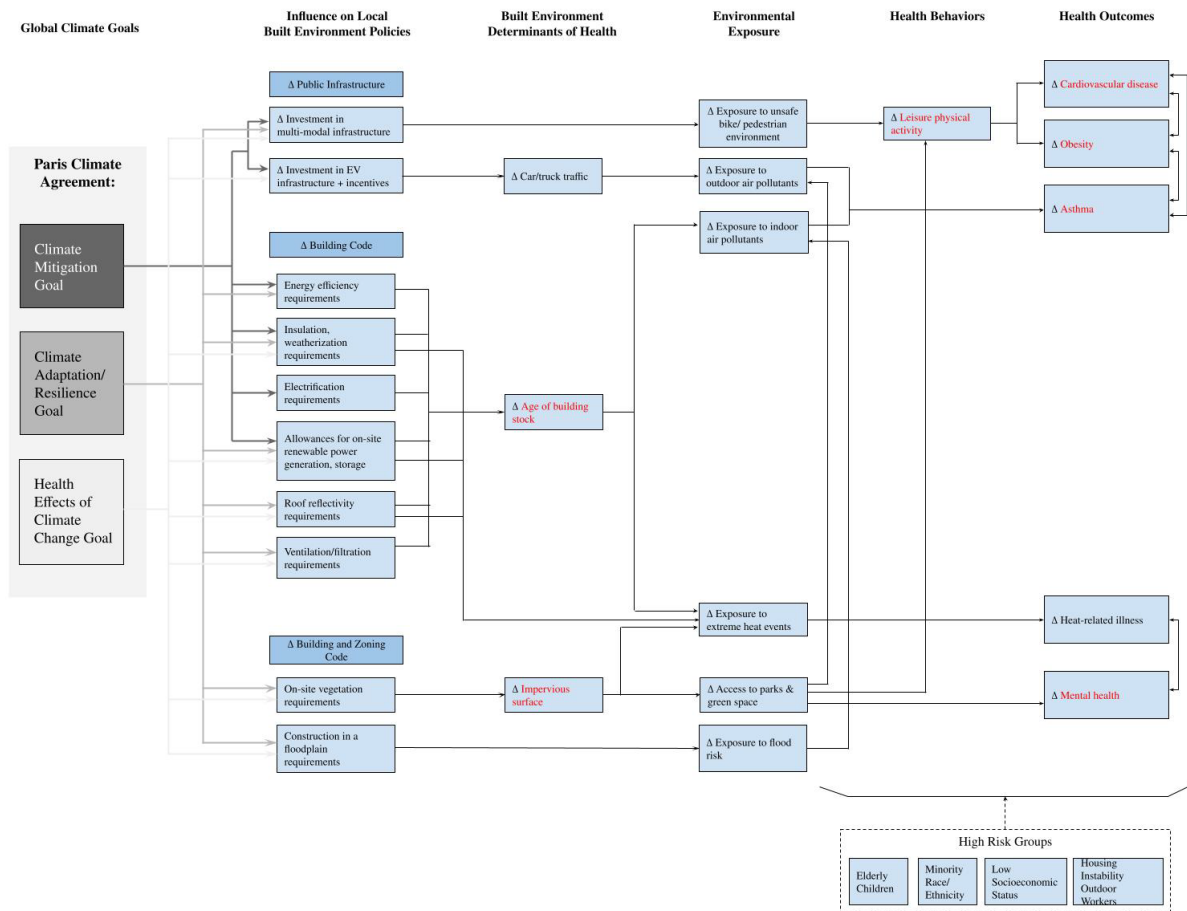 Global Climate Goals
Influence on Local
Built Environment Policies
Built Environment
Determinants of Health
Environmental
Exposure
Health Behaviors
Health Outcomes
Paris Climate
Agreement:
Climate
Mitigation
Goal
Climate
Adaptation/
Resilience
Goal
Health
Effects of
Climate
Change Goal
Δ Public Infrastructure
Δ Investment in
multi-modal infrastructure
Δ Investment in EV
infrastructure + incentives
Δ Building Code
Energy efficiency
requirements
Insulation,
weatherization
requirements
Electrification
requirements
Allowances for on-site
renewable power
generation, storage
Roof reflectivity
requirements
Ventilation/filtration
requirements
Δ Building and Zoning
Code
On-site vegetation
requirements
Construction in a
floodplain
requirements
Δ Car/truck traffic
Δ Age of building
stock
Δ Impervious
surface
Δ Exposure to unsafe
bike/ pedestrian
environment
Δ Exposure to
outdoor air pollutants
Δ Exposure to indoor
air pollutants
Δ Exposure to
extreme heat events
Δ Access to parks &
green space
Δ Exposure to flood
risk
Δ Leisure physical
activity
Δ Cardiovascular disease
Δ Obesity
Δ Asthma
Δ Heat-related illness
Δ Mental health
High Risk Groups
Elderly
Children
Minority
Race/
Ethnicity
Low
Socioeconomic
Status
Housing
Instability
Outdoor
Workers